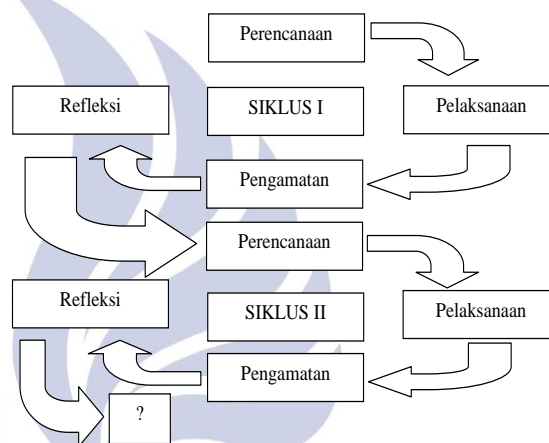 Perencanaan
Refleksi
SIKLUS I
Pelaksanaan
Pengamatan
Perencanaan
Refleksi
SIKLUS II
Pelaksanaan
Pengamatan
?